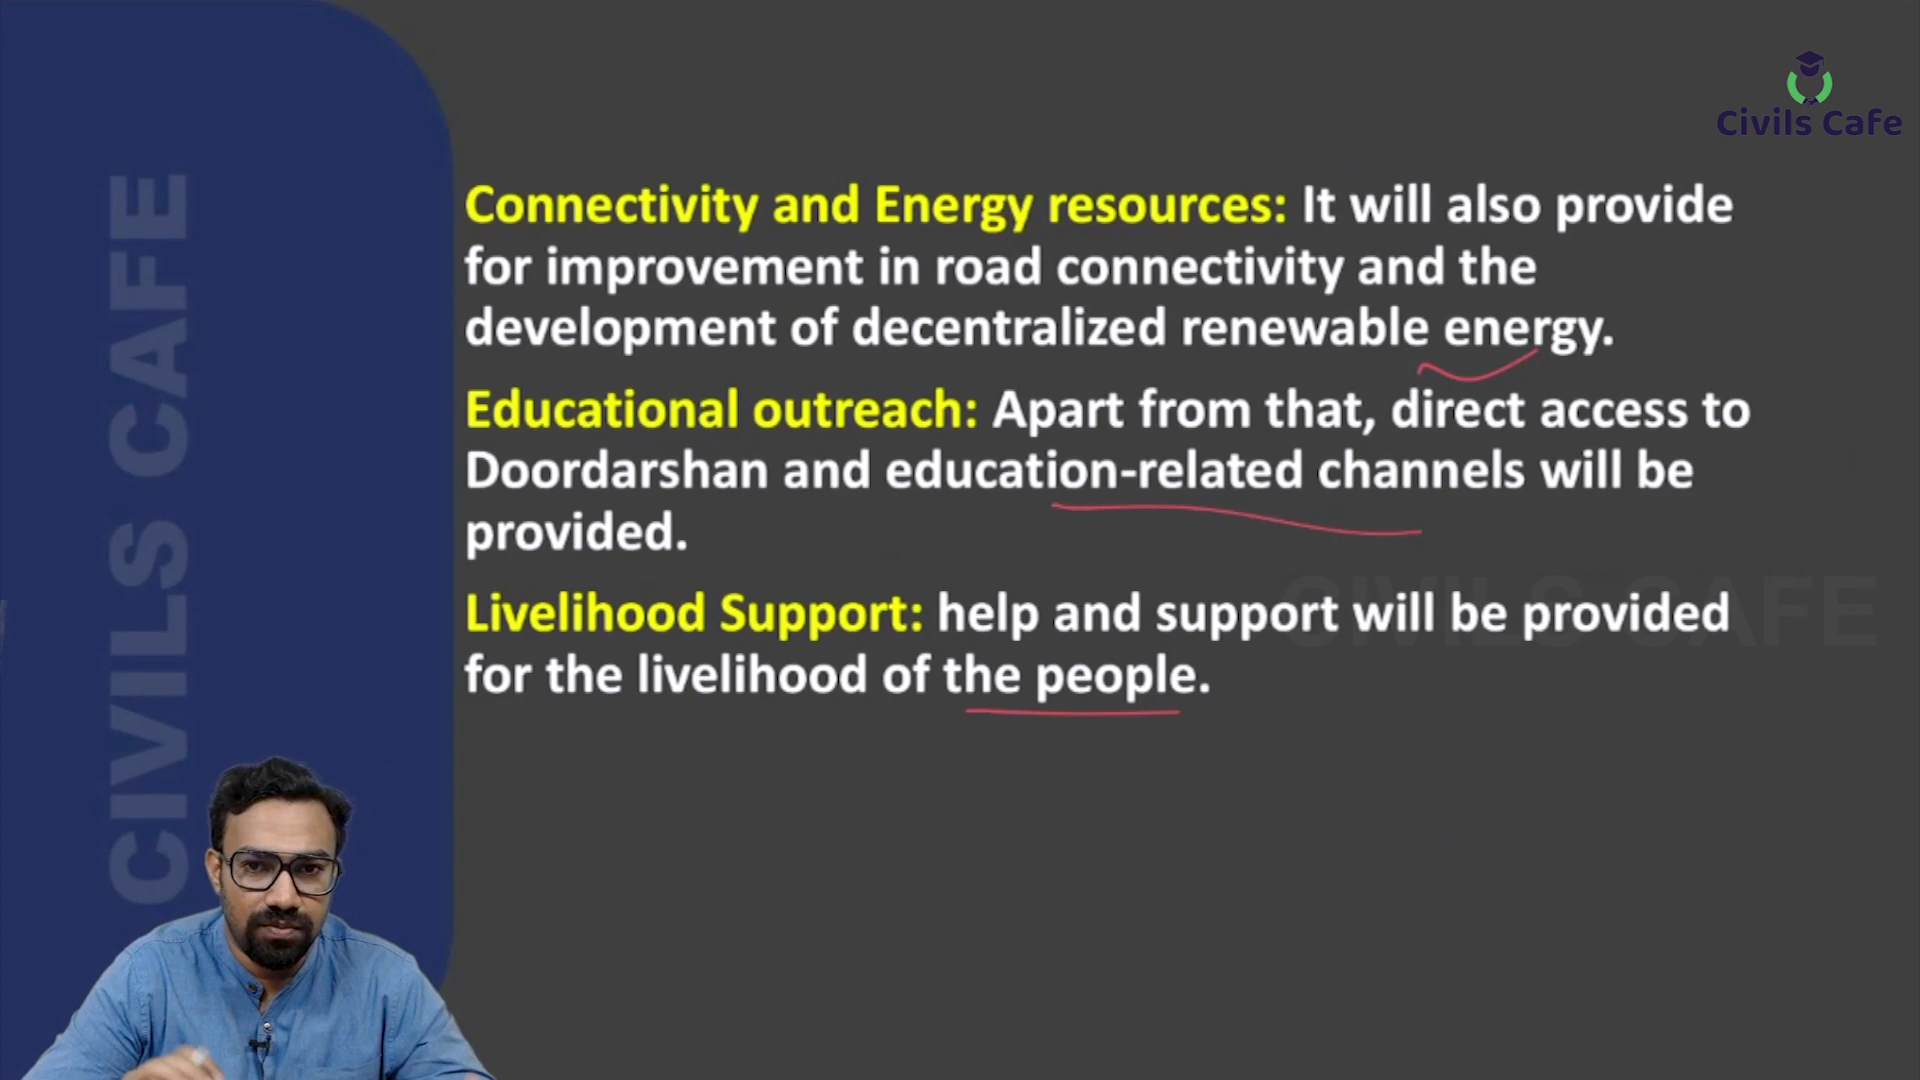 Civils Cafe
CIVILS CAFE
Connectivity and Energy resources: It will also provide
for improvement in road connectivity and the
development of decentralized renewable energy.
Educational outreach: Apart from that, direct access to
Doordarshan and education-related channels will be
provided.
Livelihood Support: help and support will be provided
for the livelihood of the people.
CIVILS CAFE